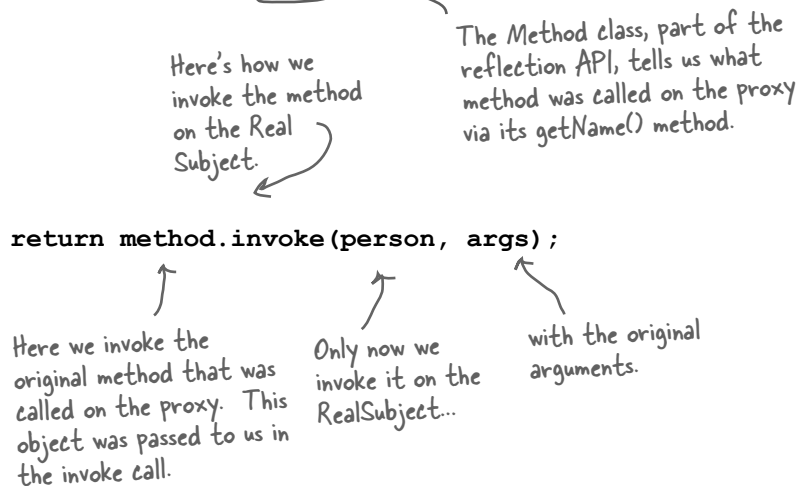 The Method class, part of the
reflection API, tells us what
method was called on the proxy
via its getName() method.
Here's how we
invoke the method
on the Real
Subject.
return method.invoke(person, args);
Here we invoke the
original method that was
called on the proxy. This
object was passed to us in
the invoke call.
Only now we
invoke it on the
RealSubject...
with the original
arguments.